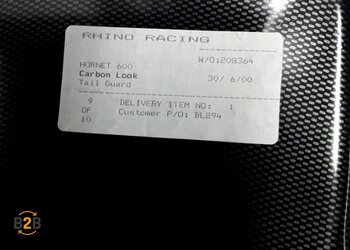 RHINO RACING
W/O:208364
HORNET 600
Carbon Look 30/ 6/00
Tail Guard
9 DELIVERY ITEM NO: 1
OF Customer P/O: BL294
10
B2B